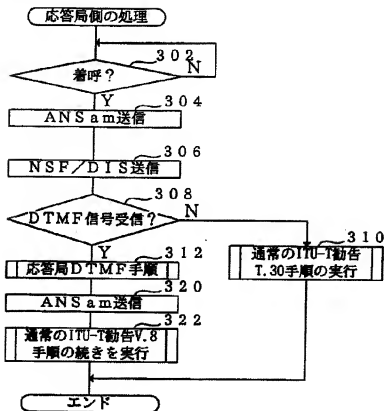 応答局側の処理
302
着呼?
N
Y
304
ANSam送信
306
NSF/DIS送信
308
DTMF信号受信?
N
310
Y
通常のITU-T勧告
T.30手順の実行
312
応答局DTMF手順
320
ANSam送信
322
通常のITU-T勧告V.8
手順の続きを実行
エンド